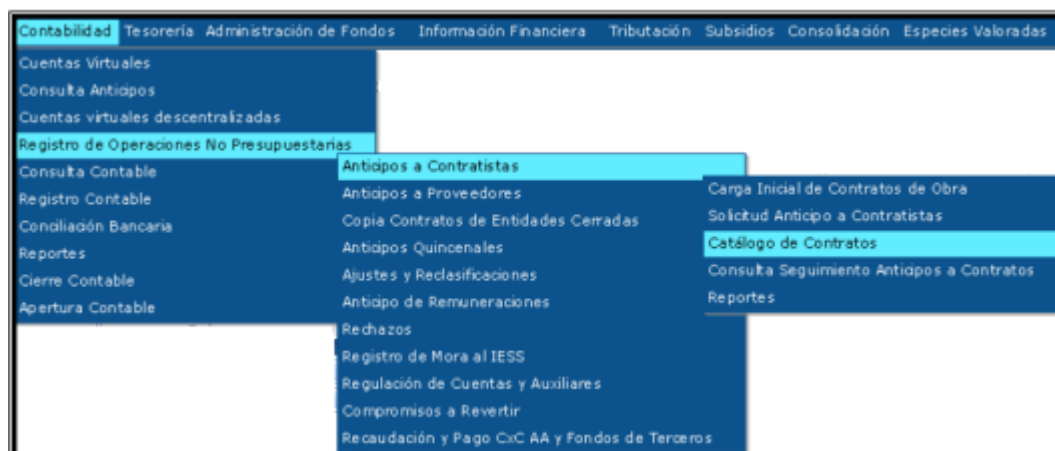 Contabilidad Tesorería Administración de Fondos Información Financiera Tributación Subsidios Consolidación Especies Valoradas
Cuentas Virtuales
Consulta Anticipos
Cuentas virtuales descentralizadas
Registro de Operaciones No Presupuestarias
Consulta Contable
Registro Contable
Conciliación Bancaria
Reportes
Cierre Contable
Apertura Contable
Anticipos a Contratistas
Anticipos a Proveedores
Copia Contratos de Entidades Cerradas
Anticipos Quincenales
Ajustes y Reclasificaciones
Anticipo de Remuneraciones
Rechazos
Registro de Mora al IESS
Regulación de Cuentas y Auxiliares
Compromisos a Revertir
Recaudación y Pago CxC AA y Fondos de Terceros
Carga Inicial de Contratos de Obra
Solicitud Anticipo a Contratistas
Catálogo de Contratos
Consulta Seguimiento Anticipos a Contratos
Reportes